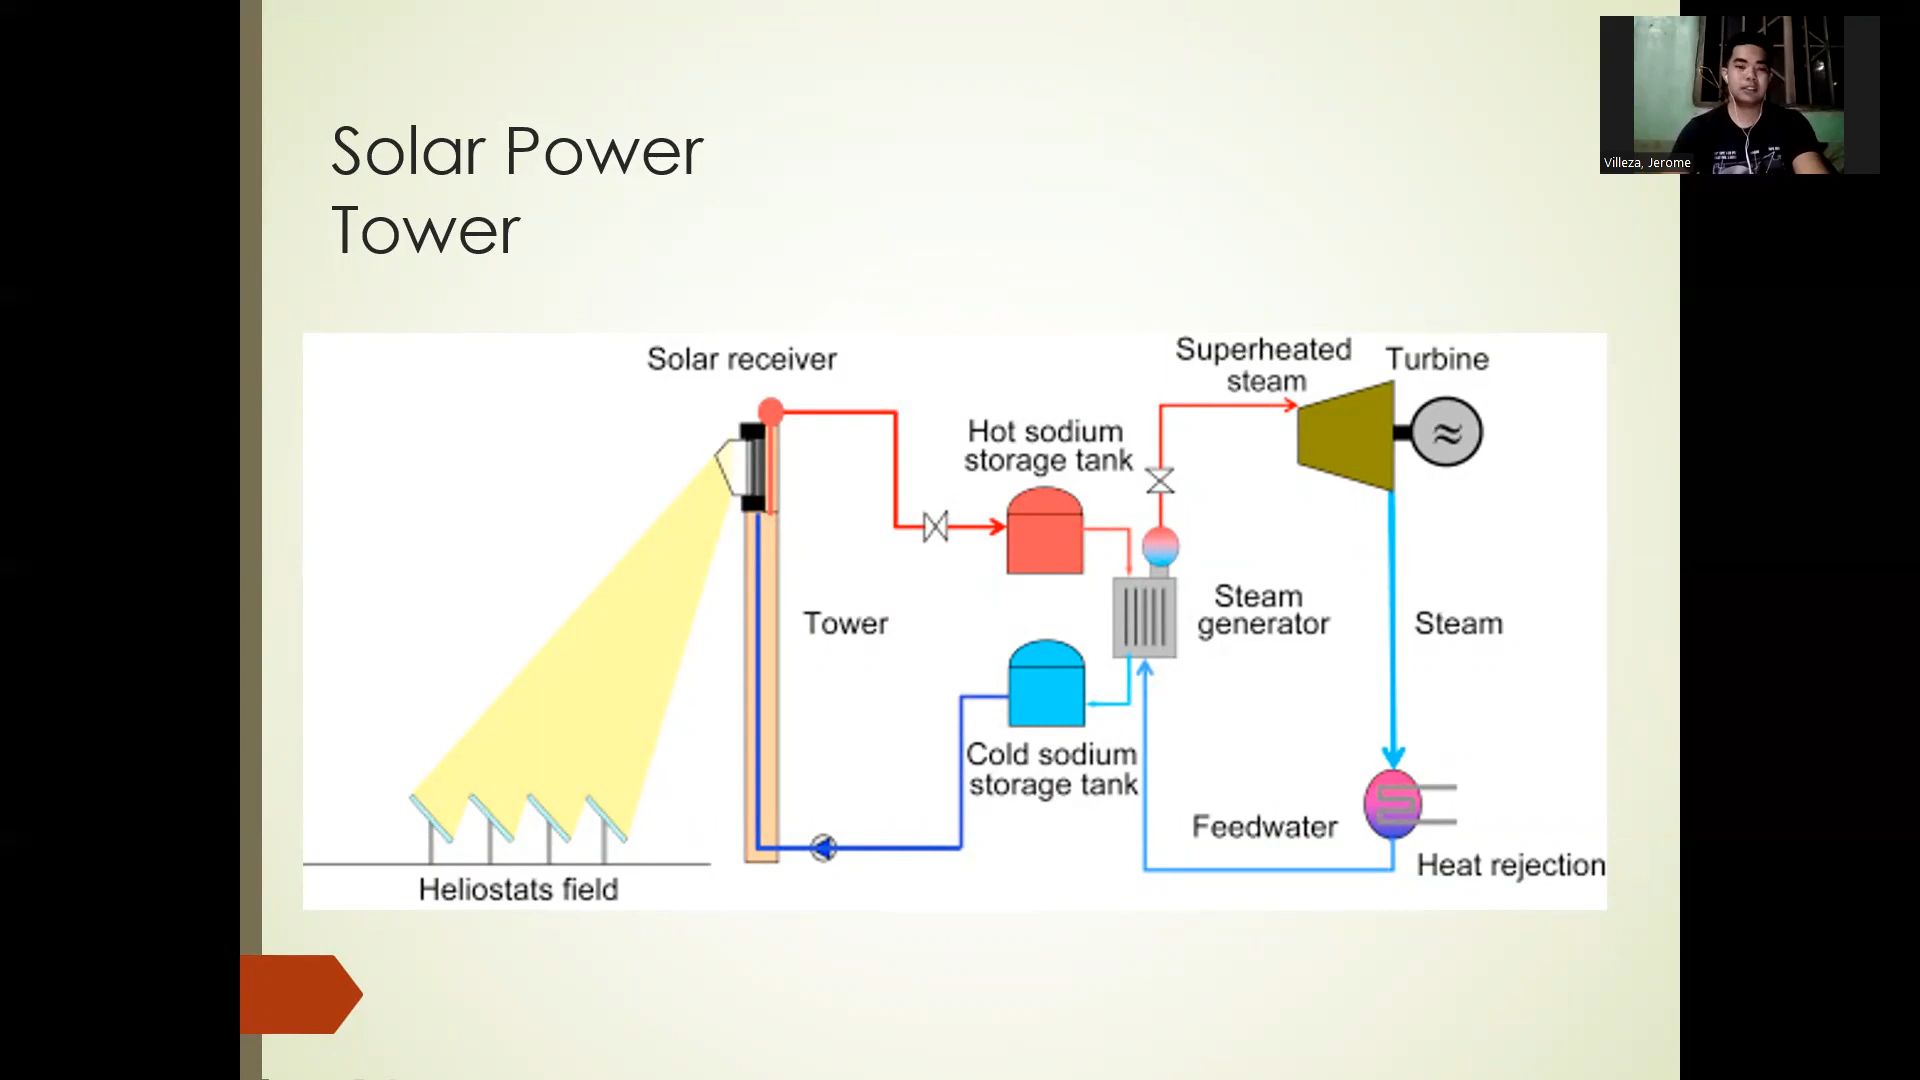 Solar Power
Tower
Villeza, Jerome
Solar receiver
Superheated
steam
Turbine
Hot sodium
storage tank
Tower
Steam
generator
Steam
Cold sodium
storage tank
Feedwater
Heat rejection
Heliostats field